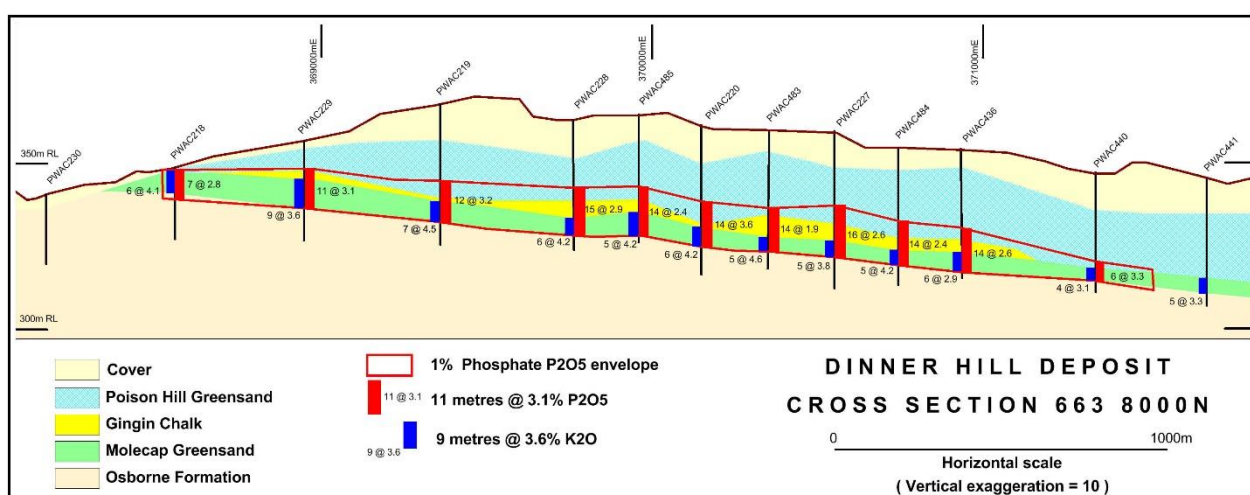 369000mE
370000mE
371000mE
PWAC230
PWAC218
PWAC229
PWAC219
PWAC228
PWAC485
PWAC220
PWAC483
PWAC227
PWAC484
PWAC436
PWAC440
PWAC441
350m RL
350m RL
6 @ 4.1
7 @ 2.8
11 @ 3.1
9 @ 3.6
12 @ 3.2
7 @ 4.5
15 @ 2.9
6 @ 4.2
14 @ 2.4
5 @ 4.2
14 @ 3.6
6 @ 4.2
14 @ 1.9
5 @ 4.6
16 @ 2.6
5 @ 3.8
14 @ 2.4
5 @ 4.2
14 @ 2.6
6 @ 2.9
6 @ 3.3
4 @ 3.1
5 @ 3.3
300m RL
300m RL
Cover
Poison Hill Greensand
Gingin Chalk
Molecap Greensand
Osborne Formation
1% Phosphate P2O5 envelope
11 @ 3.1
11 metres @ 3.1% P2O5
9 @ 3.6
9 metres @ 3.6% K2O
DINNER HILL DEPOSIT
CROSS SECTION 663 8000N
0
1000m
Horizontal scale
( Vertical exaggeration = 10 )